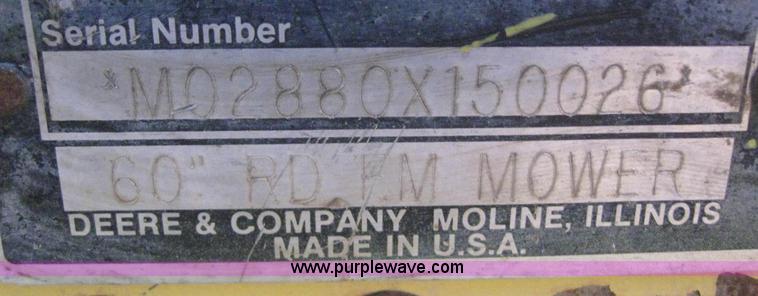 Serial Number
*M02880X150026*
60" RD FM MOWER
DEERE & COMPANY MOLINE, ILLINOIS
MADE IN U.S.A.
www.purplewave.com